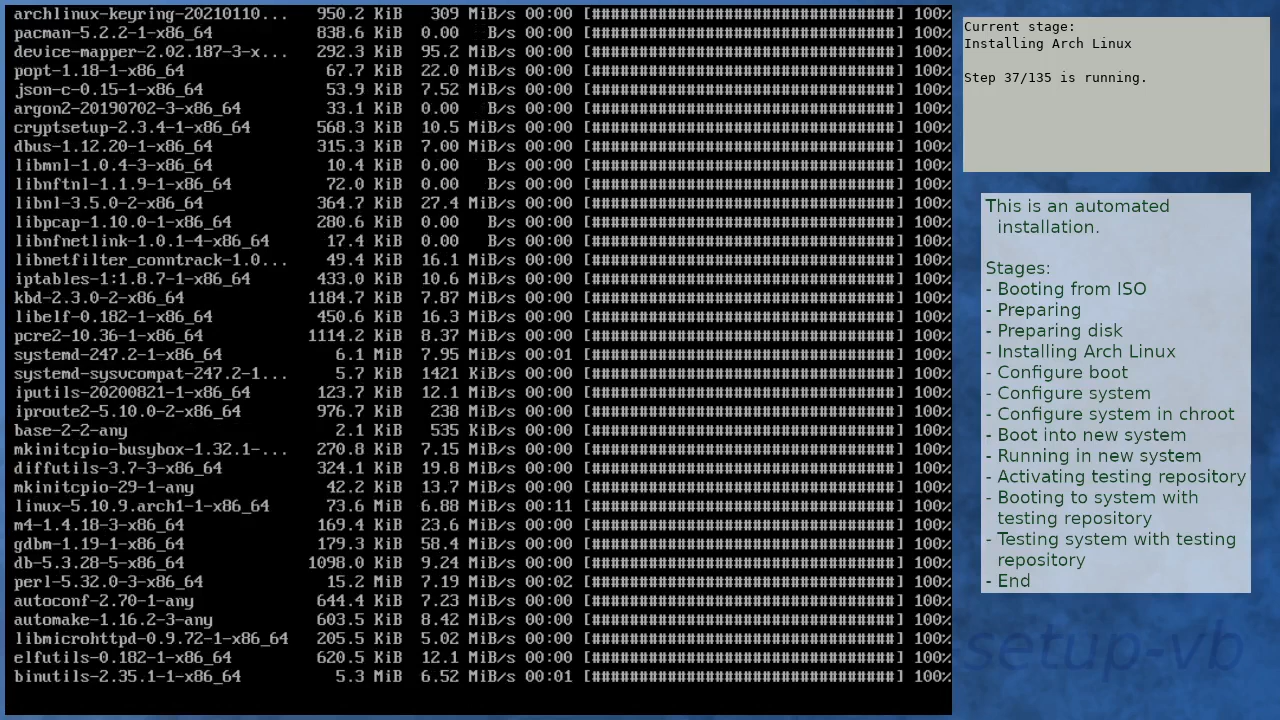 archlinux-keyring-20210110... 950.2 KiB 309 MiB/s 00:00 [################################] 100%
pacman-5.2.2-1-x86_64 838.6 KiB 0.00 B/s 00:00 [################################] 100%
device-mapper-2.02.187-3-x... 292.3 KiB 95.2 MiB/s 00:00 [################################] 100%
popt-1.18-1-x86_64 67.7 KiB 22.0 MiB/s 00:00 [################################] 100%
json-c-0.15-1-x86_64 53.9 KiB 7.52 MiB/s 00:00 [################################] 100%
argon2-20190702-3-x86_64 33.1 KiB 0.00 B/s 00:00 [################################] 100%
cryptsetup-2.3.4-1-x86_64 568.3 KiB 10.5 MiB/s 00:00 [################################] 100%
dbus-1.12.20-1-x86_64 315.3 KiB 7.00 MiB/s 00:00 [################################] 100%
libmnl-1.0.4-3-x86_64 10.4 KiB 0.00 B/s 00:00 [################################] 100%
libnftnl-1.1.9-1-x86_64 72.0 KiB 0.00 B/s 00:00 [################################] 100%
libnl-3.5.0-2-x86_64 364.7 KiB 27.4 MiB/s 00:00 [################################] 100%
libpcap-1.10.0-1-x86_64 280.6 KiB 0.00 B/s 00:00 [################################] 100%
libnfnetlink-1.0.1-4-x86_64 17.4 KiB 0.00 B/s 00:00 [################################] 100%
libnetfilter_conntrack-1.0... 49.4 KiB 16.1 MiB/s 00:00 [################################] 100%
iptables-1:1.8.7-1-x86_64 433.0 KiB 10.6 MiB/s 00:00 [################################] 100%
kbd-2.3.0-2-x86_64 1184.7 KiB 7.87 MiB/s 00:00 [################################] 100%
libelf-0.182-1-x86_64 450.6 KiB 16.3 MiB/s 00:00 [################################] 100%
pcre2-10.36-1-x86_64 1114.2 KiB 8.37 MiB/s 00:00 [################################] 100%
systemd-247.2-1-x86_64 6.1 MiB 7.95 MiB/s 00:01 [################################] 100%
systemd-sysvcompat-247.2-1... 5.7 KiB 1421 KiB/s 00:00 [################################] 100%
iputils-20200821-1-x86_64 123.7 KiB 12.1 MiB/s 00:00 [################################] 100%
iproute2-5.10.0-2-x86_64 976.7 KiB 238 MiB/s 00:00 [################################] 100%
base-2-2-any 2.1 KiB 535 KiB/s 00:00 [################################] 100%
mkinitcpio-busybox-1.32.1-... 270.8 KiB 7.15 MiB/s 00:00 [################################] 100%
diffutils-3.7-3-x86_64 324.1 KiB 19.8 MiB/s 00:00 [################################] 100%
mkinitcpio-29-1-any 42.2 KiB 13.7 MiB/s 00:00 [################################] 100%
linux-5.10.9.arch1-1-x86_64 73.6 MiB 6.88 MiB/s 00:11 [################################] 100%
m4-1.4.18-3-x86_64 169.4 KiB 23.6 MiB/s 00:00 [################################] 100%
gdbm-1.19-1-x86_64 179.3 KiB 58.4 MiB/s 00:00 [################################] 100%
db-5.3.28-5-x86_64 1098.0 KiB 9.24 MiB/s 00:00 [################################] 100%
perl-5.32.0-3-x86_64 15.2 MiB 7.19 MiB/s 00:02 [################################] 100%
autoconf-2.70-1-any 644.4 KiB 7.23 MiB/s 00:00 [################################] 100%
automake-1.16.2-3-any 603.5 KiB 8.42 MiB/s 00:00 [################################] 100%
libmicrohttpd-0.9.72-1-x86_64 205.5 KiB 5.02 MiB/s 00:00 [################################] 100%
elfutils-0.182-1-x86_64 620.5 KiB 12.1 MiB/s 00:00 [################################] 100%
binutils-2.35.1-1-x86_64 5.3 MiB 6.52 MiB/s 00:01 [################################] 100%
Current stage:
Installing Arch Linux
Step 37/135 is running.
This is an automated
installation.
Stages:
- Booting from ISO
- Preparing
- Preparing disk
- Installing Arch Linux
- Configure boot
- Configure system
- Configure system in chroot
- Boot into new system
- Running in new system
- Activating testing repository
- Booting to system with
testing repository
- Testing system with testing
repository
- End
setup-vb